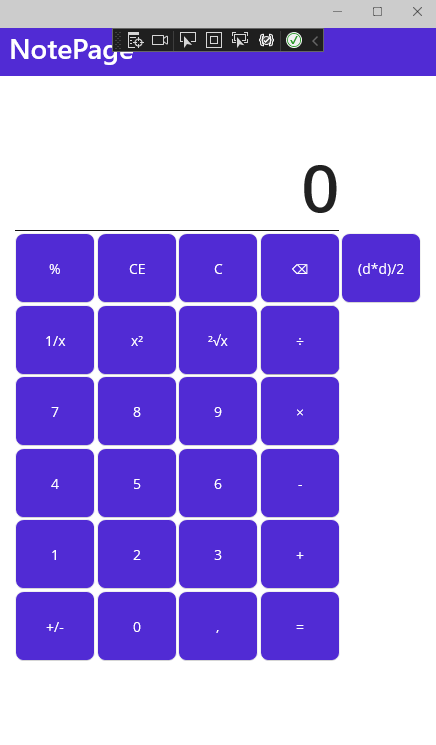 NotePage
0
% CE C ⌫ (d*d)/2
1/x x² ²√x ÷
7 8 9 ×
4 5 6 -
1 2 3 +
+/- 0 , =